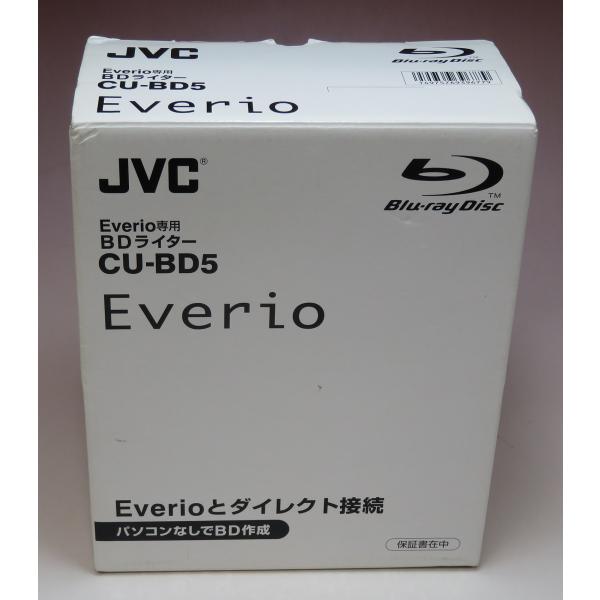 JVC
Blu-ray Disc
Everio専用
BDライター
CU-BD5
Everio
JVC®
Blu-ray Disc™
Everio専用
BDライター
CU-BD5
Everio
Everioとダイレクト接続
パソコンなしでBD作成
保証書在中